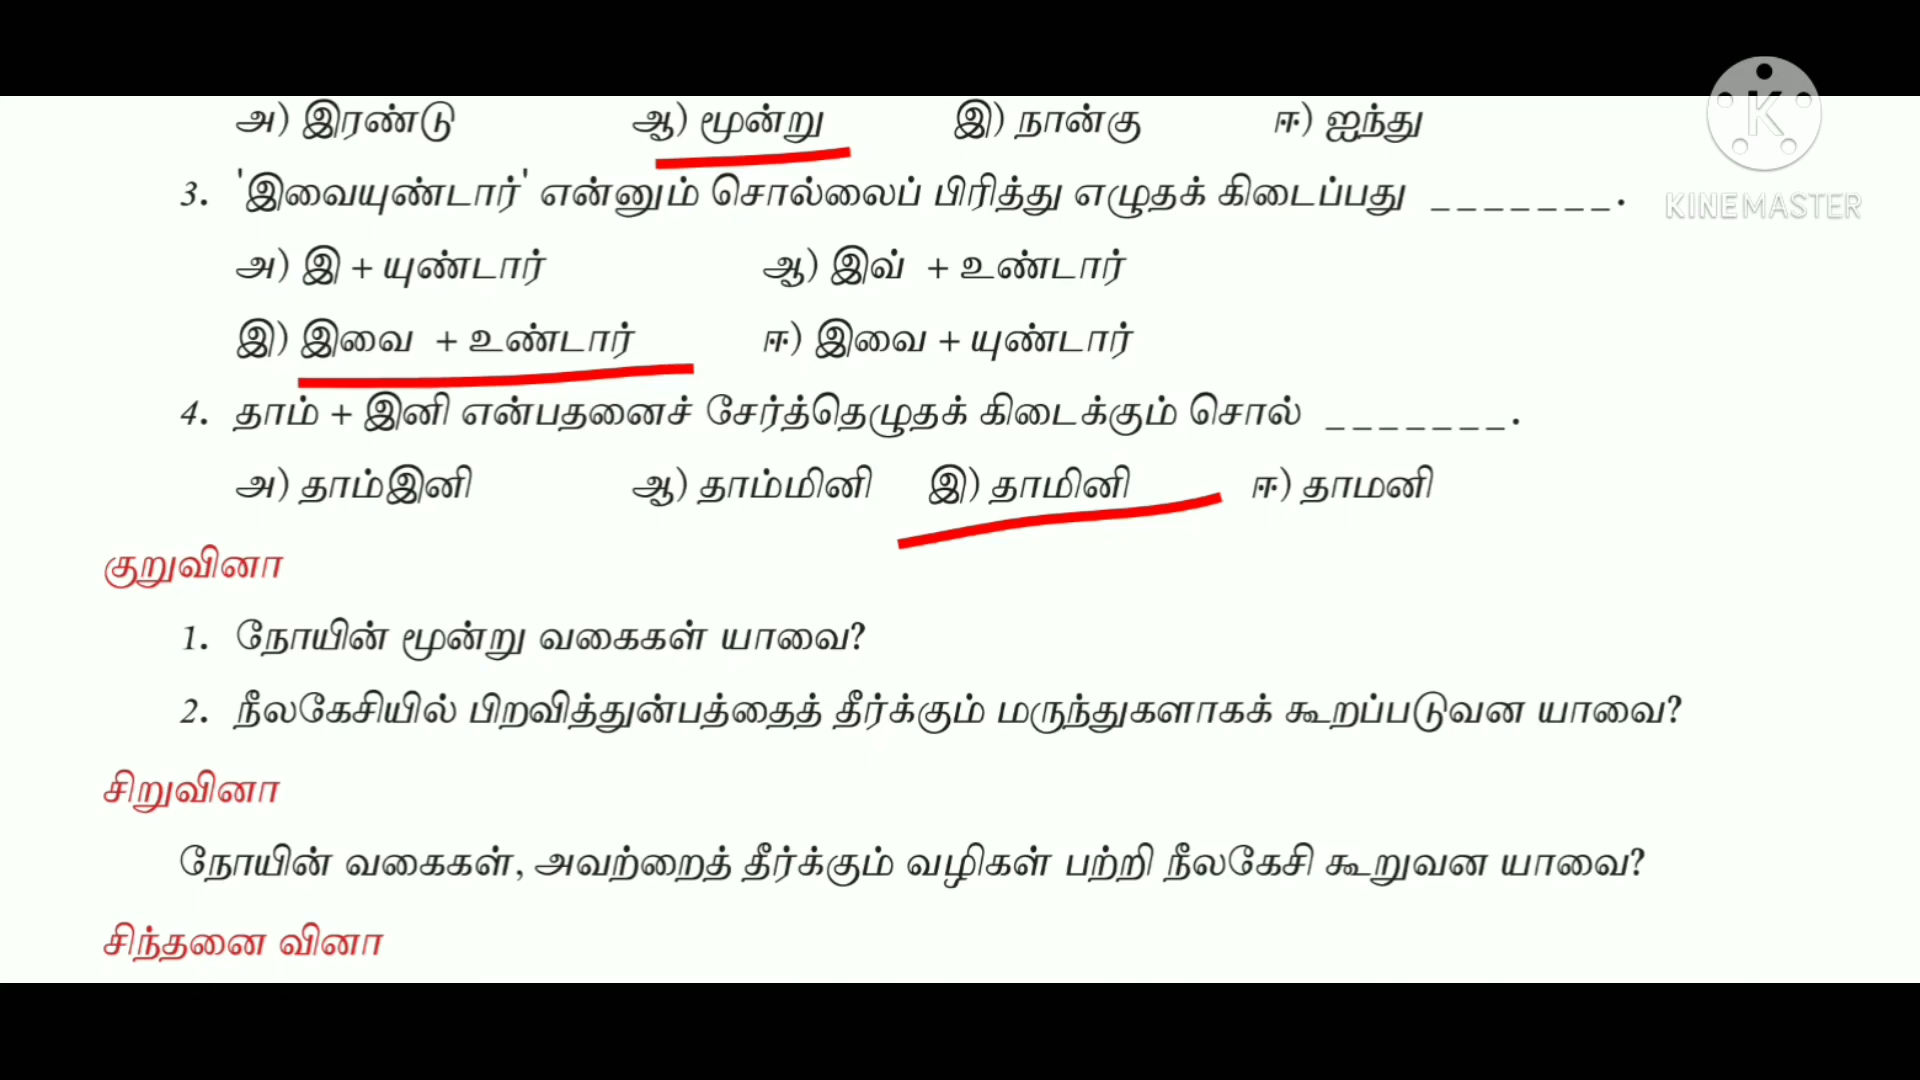 அ) இரண்டு ஆ) மூன்று இ) நான்கு ஈ) ஐந்து
K
KINEMASTER
3. 'இவையுண்டார்' என்னும் சொல்லைப் பிரித்து எழுதக் கிடைப்பது _______.
அ) இ + யுண்டார் ஆ) இவ் + உண்டார்
இ) இவை + உண்டார் ஈ) இவை + யுண்டார்
4. தாம் + இனி என்பதனைச் சேர்த்தெழுதக் கிடைக்கும் சொல் _______.
அ) தாம்இனி ஆ) தாம்மினி இ) தாமினி ஈ) தாமனி
குறுவினா
1. நோயின் மூன்று வகைகள் யாவை?
2. நீலகேசியில் பிறவித்துன்பத்தைத் தீர்க்கும் மருந்துகளாகக் கூறப்படுவன யாவை?
சிறுவினா
நோயின் வகைகள், அவற்றைத் தீர்க்கும் வழிகள் பற்றி நீலகேசி கூறுவன யாவை?
சிந்தனை வினா